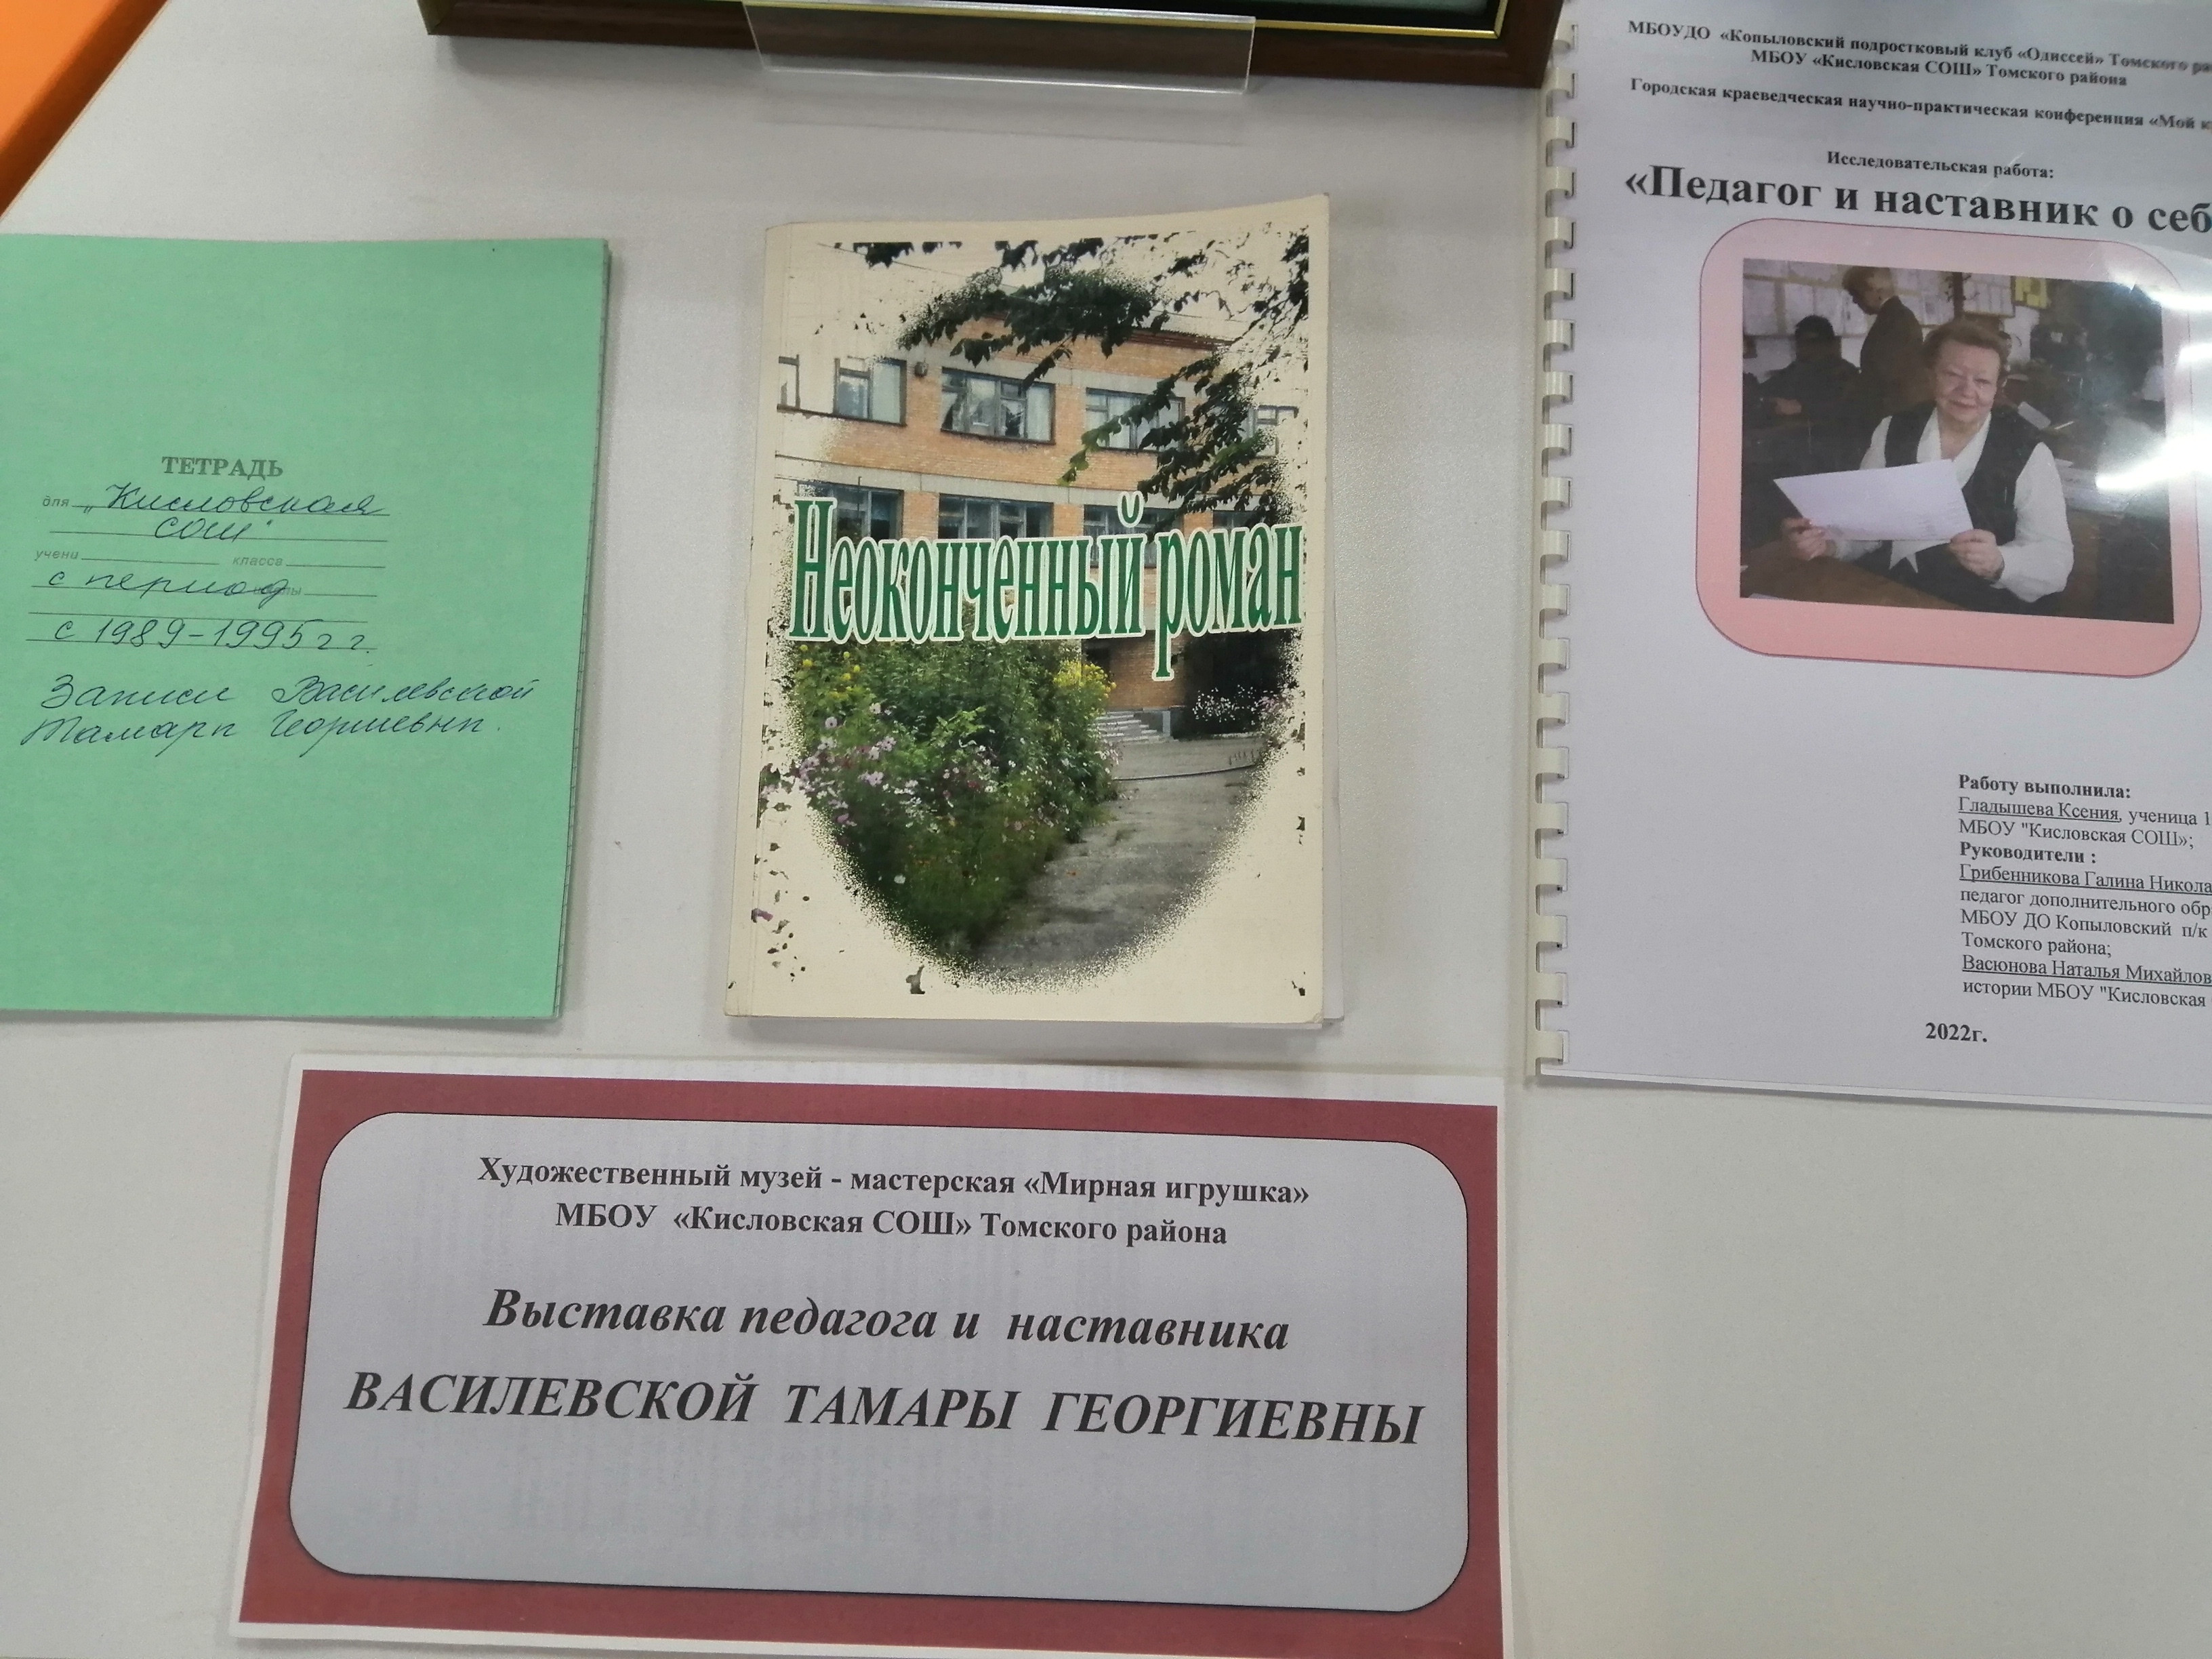 ТЕТРАДЬ
для „Кисловская
СОШ"
учени класса
с период
с 1989-1995 г г.
Записи Василевской
Тамары Георгиевны.
Неоконченный роман
МБОУДО «Копыловский подростковый клуб «Одиссей» Томского
МБОУ «Кисловская СОШ» Томского района
Городская краеведческая научно-практическая конференция «Мой
Исследовательская работа:
«Педагог и наставник о себ
Работу выполнила:
Гладышева Ксения, ученица 1
МБОУ "Кисловская СОШ»;
Руководители :
Грибенникова Галина Никола
педагог дополнительного обр
МБОУ ДО Копыловский п/к
Томского района;
Васюнова Наталья Михайлов
истории МБОУ "Кисловская
2022г.
Художественный музей - мастерская «Мирная игрушка»
МБОУ «Кисловская СОШ» Томского района
Выставка педагога и наставника
ВАСИЛЕВСКОЙ ТАМАРЫ ГЕОРГИЕВНЫ